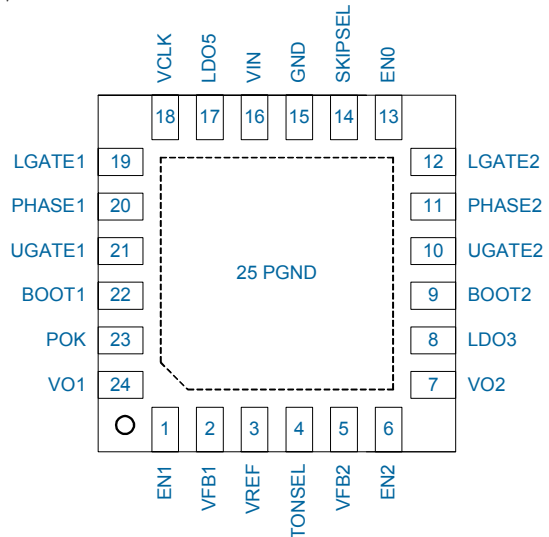 VCLK
LDO5
VIN
GND
SKIPSEL
EN0
18
17
16
15
14
13
LGATE1 19
12 LGATE2
PHASE1 20
11 PHASE2
UGATE1 21
10 UGATE2
25 PGND
BOOT1 22
9 BOOT2
POK 23
8 LDO3
VO1 24
7 VO2
1
2
3
4
5
6
EN1
VFB1
VREF
TONSEL
VFB2
EN2